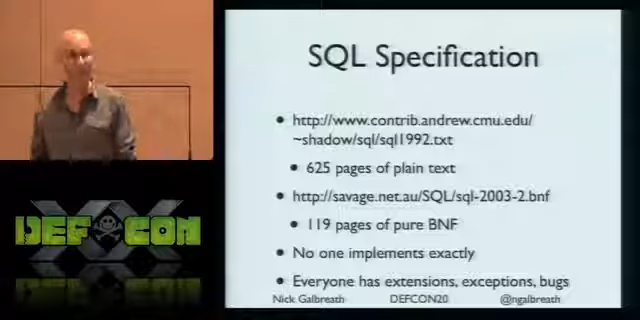 SQL Specification
• http://www.contrib.andrew.cmu.edu/
~shadow/sql/sql1992.txt
• 625 pages of plain text
• http://savage.net.au/SQL/sql-2003-2.bnf
• 119 pages of pure BNF
• No one implements exactly
• Everyone has extensions, exceptions, bugs
Nick Galbreath DEFCON20 @ngalbreath
DEF CON
XX